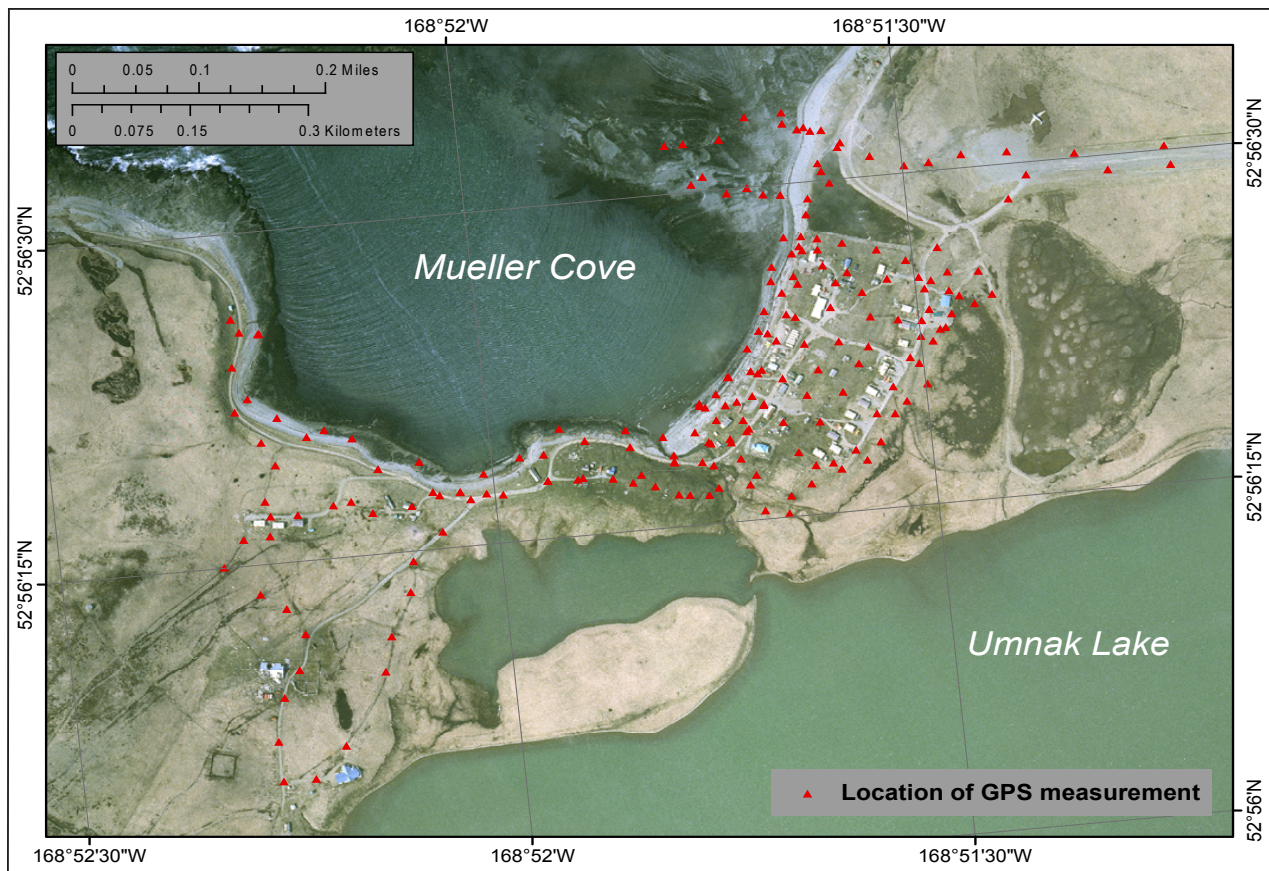 168°52'W
168°51'30"W
0 0.05 0.1 0.2 Miles
0 0.075 0.15 0.3 Kilometers
52°56'30"N
52°56'30"N
Mueller Cove
52°56'15"N
52°56'15"N
Umnak Lake
Location of GPS measurement
52°56'N
168°52'30"W
168°52'W
168°51'30"W